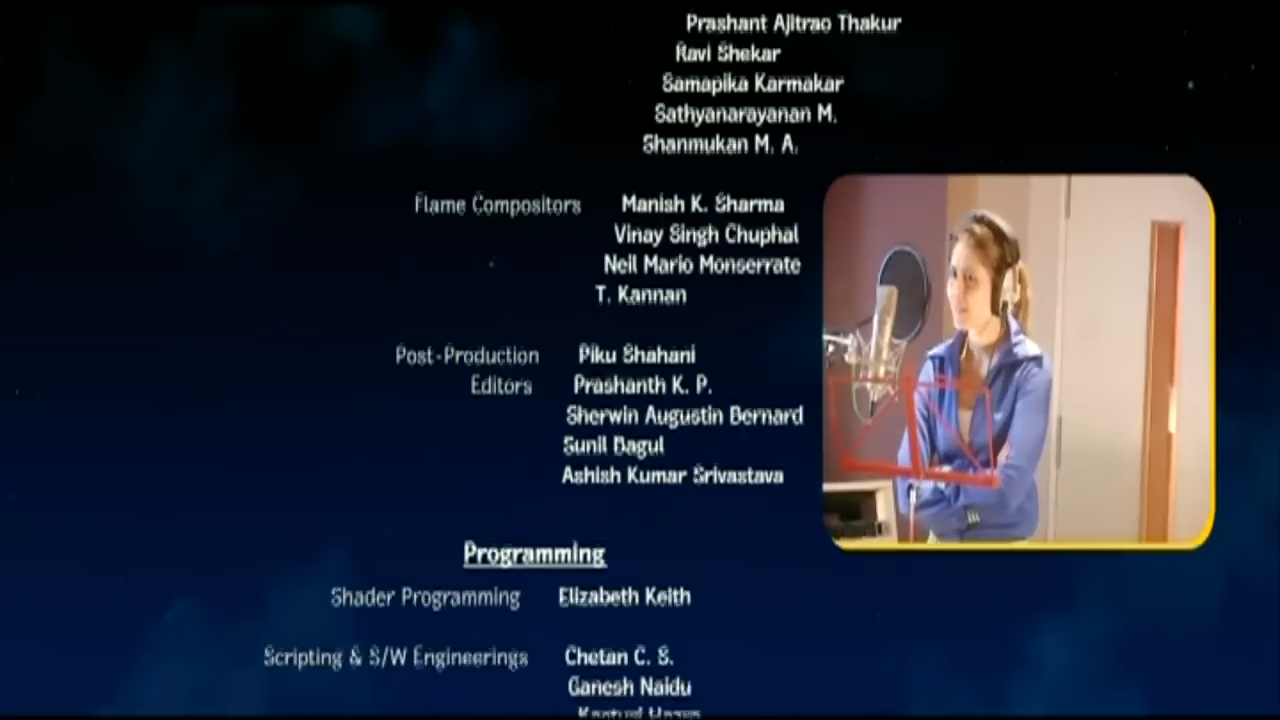 Prashant Ajitrao Thakur
Ravi Shekar
Samapika Karmakar
Sathyanarayanan M.
Shanmukan M. A.
Flame Compositors Manish K. Sharma
Vinay Singh Chuphal
Neil Mario Monserrate
T. Kannan
Post-Production Piku Shahani
Editors Prashanth K. P.
Sherwin Augustin Bernard
Sunil Bagul
Ashish Kumar Srivastava
Programming
Shader Programming Elizabeth Keith
Scripting & S/W Engineerings Chetan C. S.
Ganesh Naidu